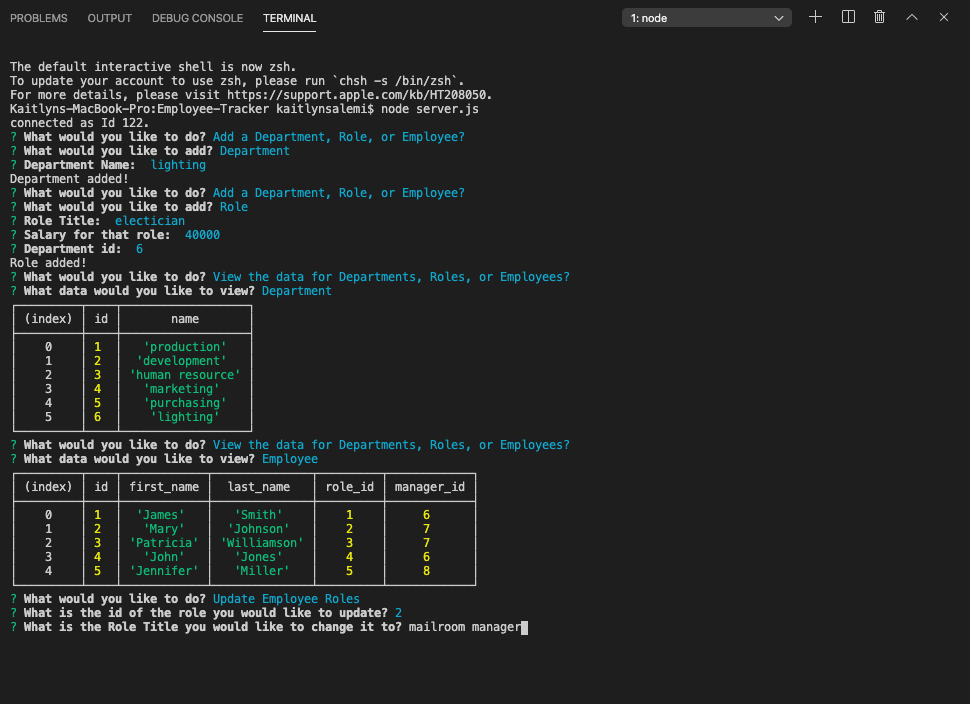 PROBLEMS OUTPUT DEBUG CONSOLE TERMINAL 1: node
The default interactive shell is now zsh.
To update your account to use zsh, please run `chsh -s /bin/zsh`.
For more details, please visit https://support.apple.com/kb/HT208050.
Kaitlyns-MacBook-Pro:Employee-Tracker kaitlynsalemi$ node server.js
connected as Id 122.
? What would you like to do? Add a Department, Role, or Employee?
? What would you like to add? Department
? Department Name:  lighting
Department added!
? What would you like to do? Add a Department, Role, or Employee?
? What would you like to add? Role
? Role Title:  electician
? Salary for that role:  40000
? Department id:  6
Role added!
? What would you like to do? View the data for Departments, Roles, or Employees?
? What data would you like to view? Department
(index) id name
0 1 'production'
1 2 'development'
2 3 'human resource'
3 4 'marketing'
4 5 'purchasing'
5 6 'lighting'
? What would you like to do? View the data for Departments, Roles, or Employees?
? What data would you like to view? Employee
(index) id first_name last_name role_id manager_id
0 1 'James' 'Smith' 1 6
1 2 'Mary' 'Johnson' 2 7
2 3 'Patricia' 'Williamson' 3 7
3 4 'John' 'Jones' 4 6
4 5 'Jennifer' 'Miller' 5 8
? What would you like to do? Update Employee Roles
? What is the id of the role you would like to update? 2
? What is the Role Title you would like to change it to? mailroom manager